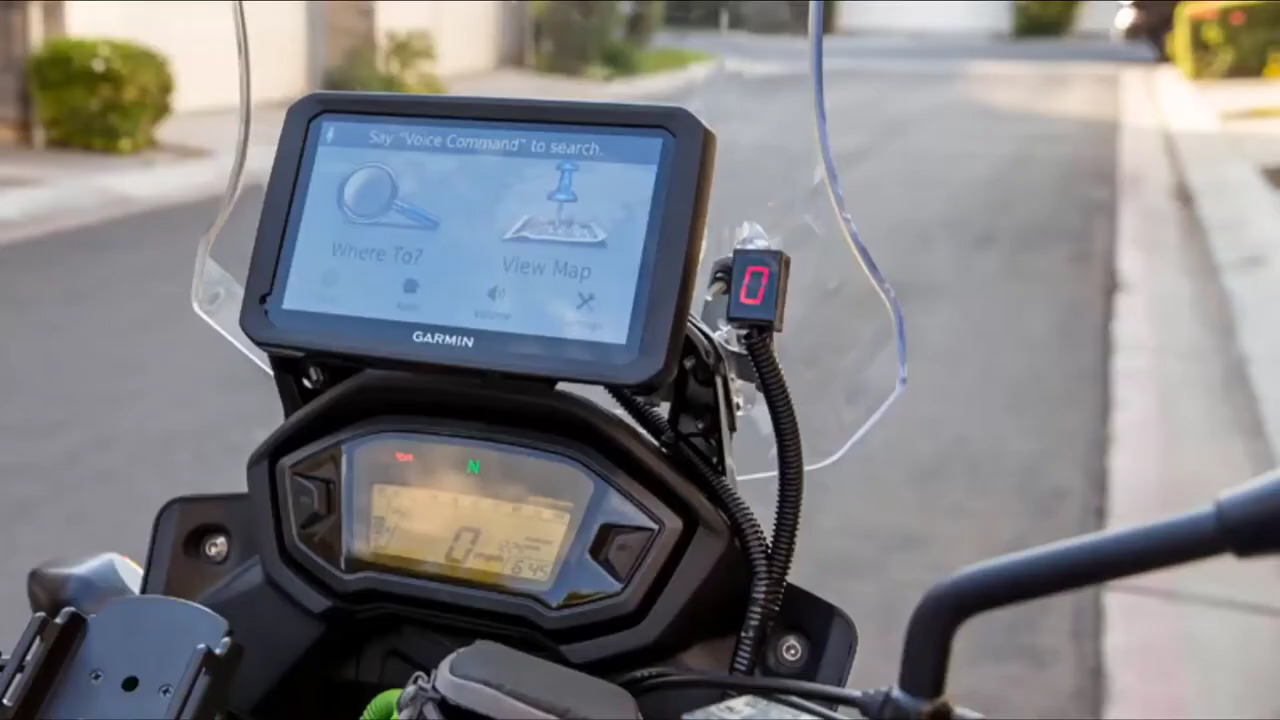 Say "Voice Command" to search.
Where To?
View Map
Volume
GARMIN
0
N
0
6:45